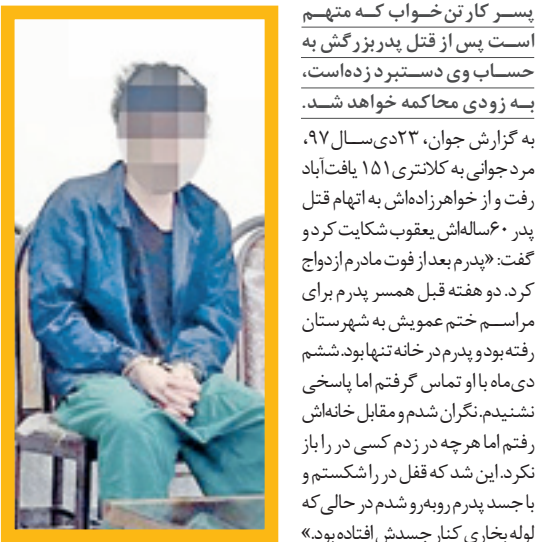 پسر کارتن‌خواب که متهم
است پس از قتل پدربزرگش به
حساب وی دستبرد زده‌است،
به زودی محاکمه خواهد شد.
به گزارش جوان، ۲۳دی‌سال۹۷،
مرد جوانی به کلانتری ۱۵۱ یافت‌آباد
رفت و از خواهرزاده‌اش به اتهام قتل
پدر ۶۰ساله‌اش یعقوب شکایت کرد و
گفت: «پدرم بعد از فوت مادرم ازدواج
کرد. دو هفته قبل همسر پدرم برای
مراسم ختم عمویش به شهرستان
رفته بود و پدرم در خانه تنها بود. ششم
دی‌ماه با او تماس گرفتم اما پاسخی
نشنیدم. نگران شدم و مقابل خانه‌اش
رفتم اما هر چه در زدم کسی در را باز
نکرد. این شد که قفل در را شکستم و
با جسد پدرم روبه‌رو شدم در حالی که
لوله بخاری کنار جسدش افتاده بود.»